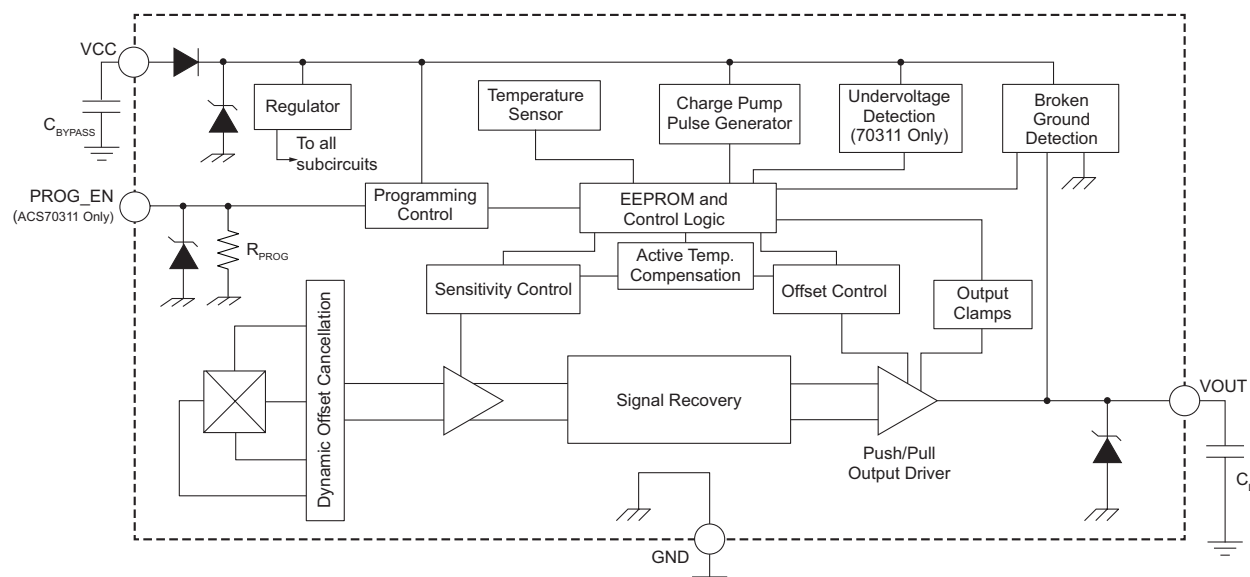 VCC
C_BYPASS
Regulator
To all
subcircuits
Temperature
Sensor
Charge Pump
Pulse Generator
Undervoltage
Detection
(70311 Only)
Broken
Ground
Detection
PROG_EN
(ACS70311 Only)
R_PROG
Programming
Control
EEPROM and
Control Logic
Active Temp.
Compensation
Sensitivity Control
Offset Control
Output
Clamps
Dynamic Offset Cancellation
Signal Recovery
Push/Pull
Output Driver
VOUT
C
GND